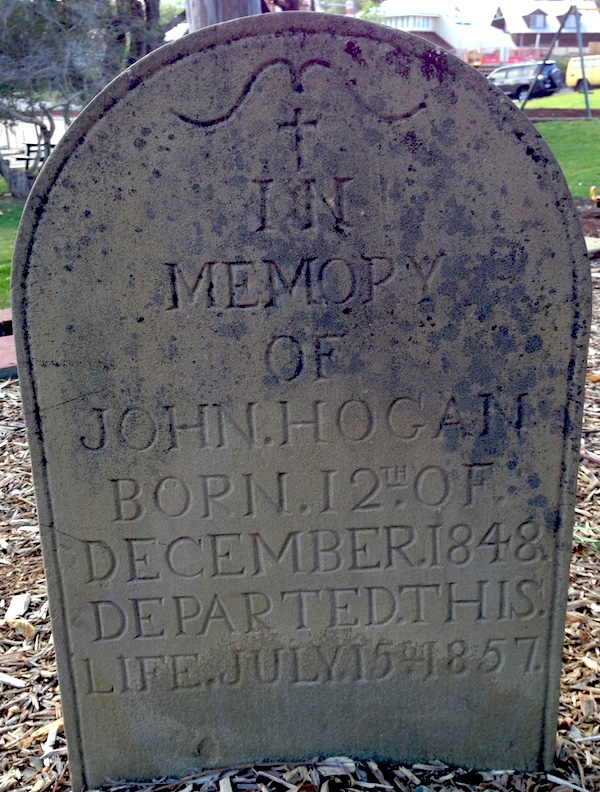 IN
MEMORY
OF
JOHN.HOGAN
BORN.12TH.OF.
DECEMBER.1848.
DEPARTED.THIS.
LIFE.JULY.15TH.1857.